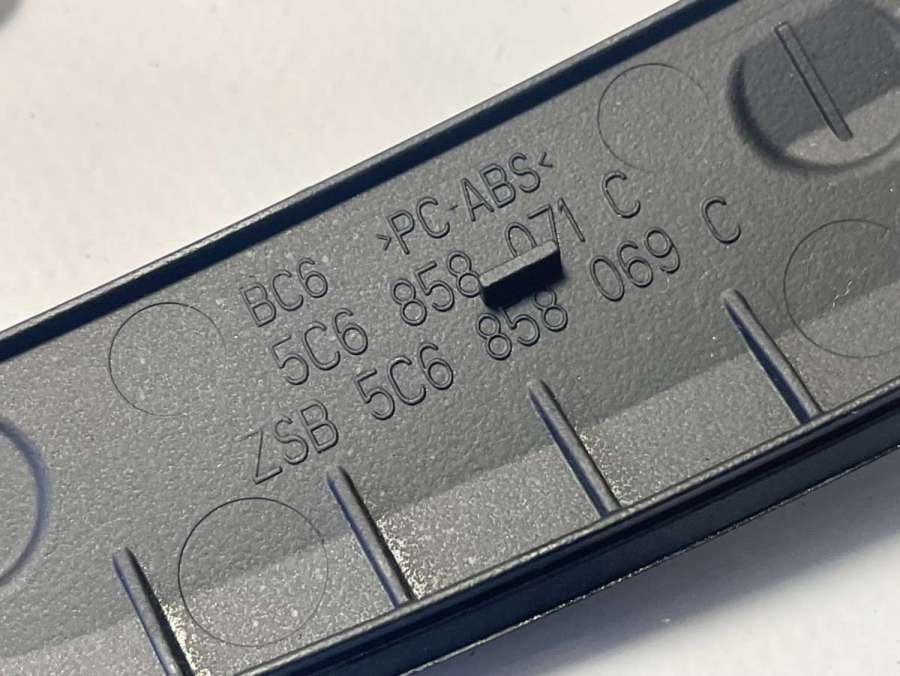 BC6 >PC-ABS<
5C6 858 071 C
ZSB 5C6 858 069 C